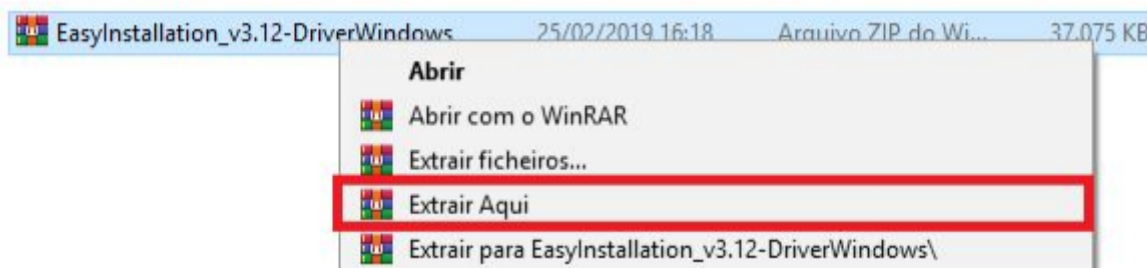 EasyInstallation_v3.12-DriverWindows 25/02/2019 16:18 Arquivo ZIP do Wi... 37.075 KB
Abrir
Abrir com o WinRAR
Extrair ficheiros...
Extrair Aqui
Extrair para EasyInstallation_v3.12-DriverWindows\